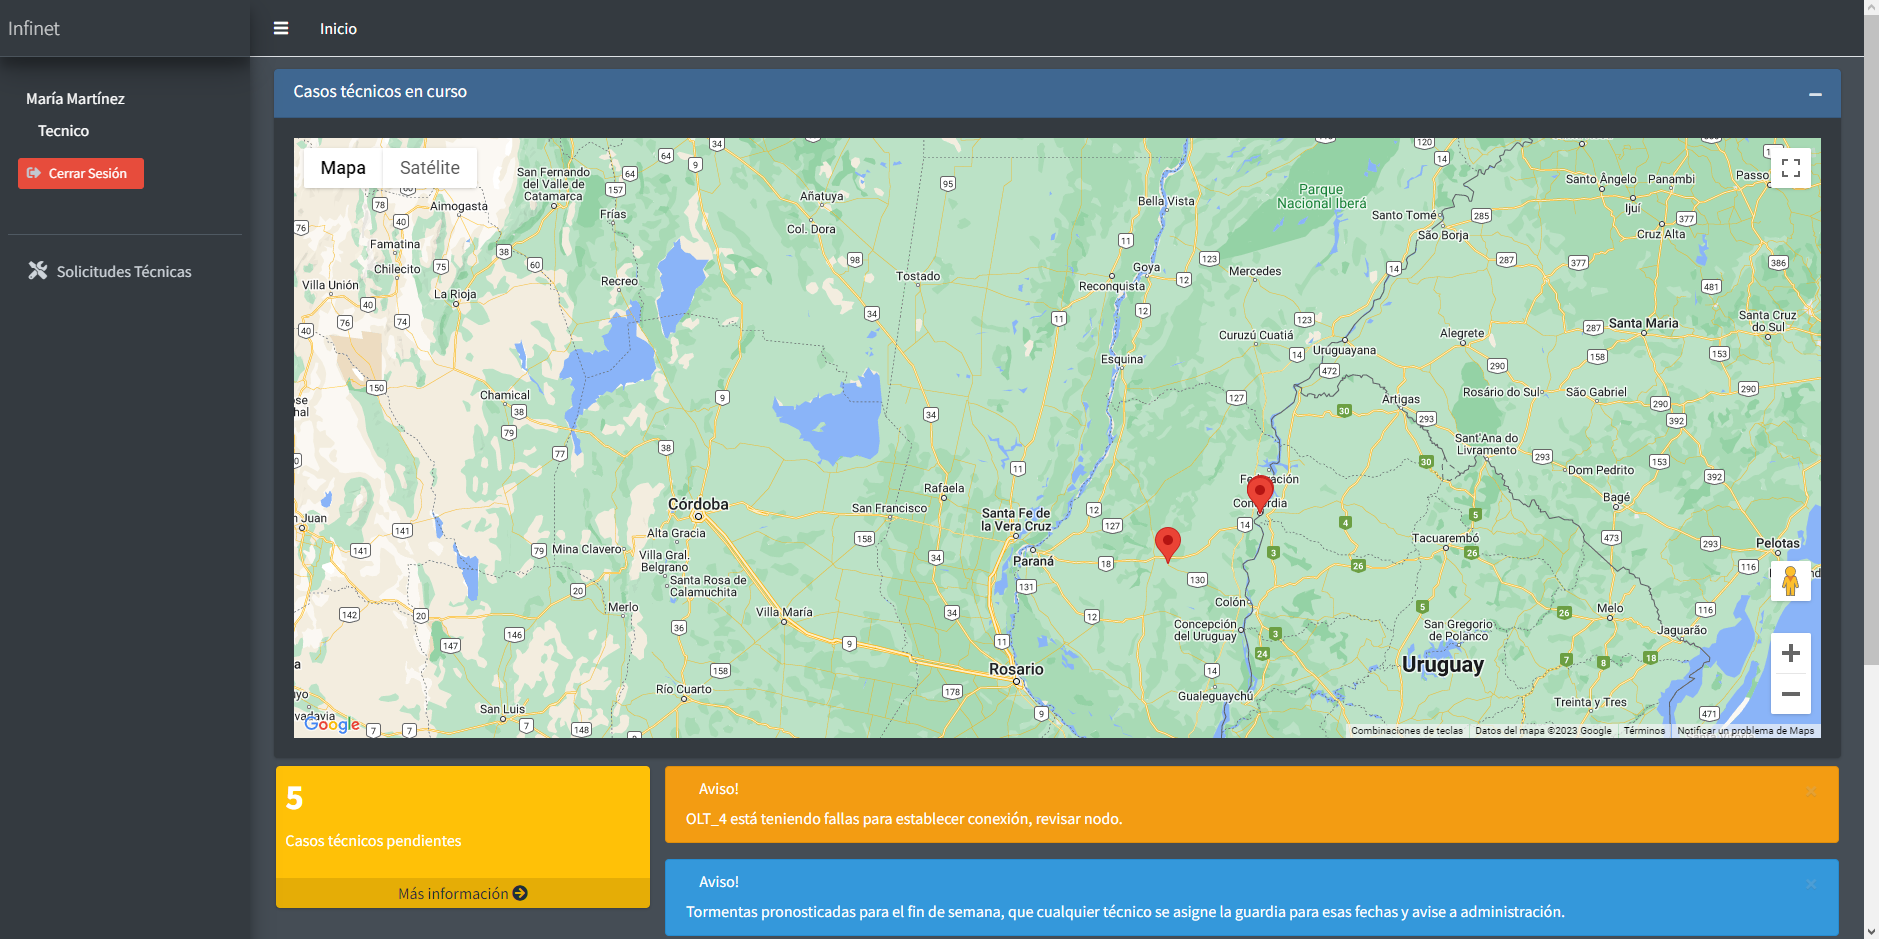 Infinet
Inicio
María Martínez
Tecnico
Cerrar Sesión
Solicitudes Técnicas
Casos técnicos en curso
Mapa
Satélite
San Fernando
del Valle de
Catamarca
Aimogasta
Frías
Añatuya
Col. Dora
Bella Vista
Parque
Nacional Iberá
Santo Tomé
São Borja
Santo Ângelo
Panambi
Passo
Ijuí
Cruz Alta
Famatina
Chilecito
Villa Unión
La Rioja
Recreo
Tostado
Goya
Reconquista
Mercedes
Curuzú Cuatiá
Uruguayana
Alegrete
Santa Maria
Santa Cruz
do Sul
Esquina
Chamical
Artigas
Rosário do Sul
São Gabriel
Sant'Ana do
Livramento
Dom Pedrito
Bagé
Córdoba
Alta Gracia
Mina Clavero
Villa Gral.
Belgrano
Santa Rosa de
Calamuchita
San Francisco
Rafaela
Santa Fe de
la Vera Cruz
Paraná
Tacuarembó
Pelotas
Juan
Merlo
Villa María
Colón
Concepción
del Uruguay
San Gregorio
de Polanco
Melo
Jaguarão
Rosario
Uruguay
Río Cuarto
San Luis
Gualeguaychú
Treinta y Tres
Google
Combinaciones de teclas
Datos del mapa ©2023 Google
Términos
Notificar un problema de Maps
5
Casos técnicos pendientes
Más información
Aviso!
OLT_4 está teniendo fallas para establecer conexión, revisar nodo.
Aviso!
Tormentas pronosticadas para el fin de semana, que cualquier técnico se asigne la guardia para esas fechas y avise a administración.